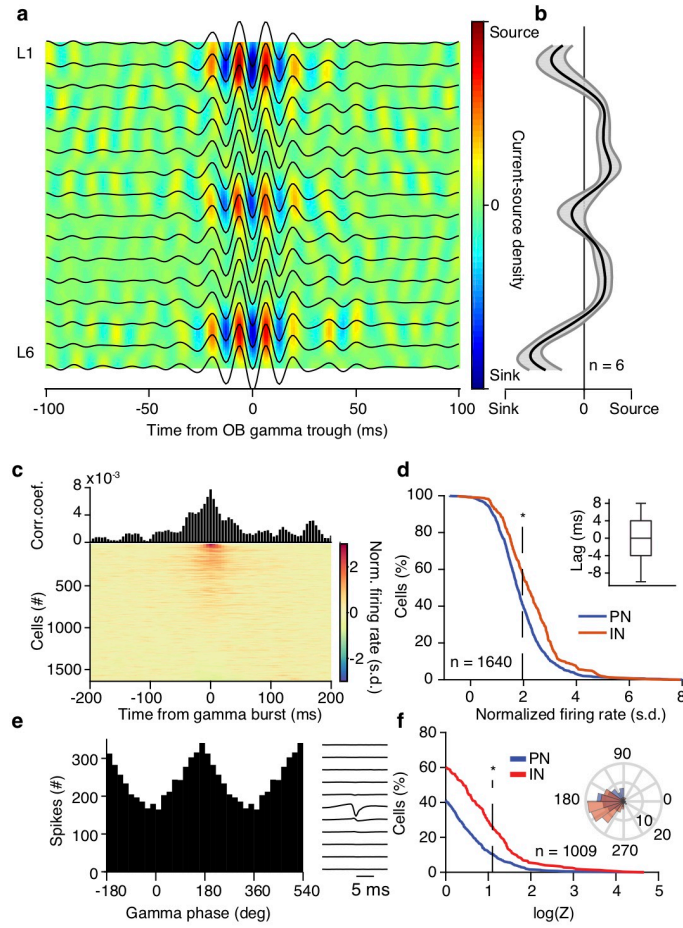 a
b
L1
L6
Source
0
Sink
Current-source density
n = 6
-100 -50 0 50 100
Time from OB gamma trough (ms)
Sink 0 Source
c
x10⁻³
8
4
0
Corr.coef.
500
1000
1500
Cells (#)
2
0
-2
Norm. firing rate (s.d.)
-200 -100 0 100 200
Time from gamma burst (ms)
d
100
80
60
40
20
0
Cells (%)
*
8
4
0
-4
-8
Lag (ms)
PN
IN
n = 1640
0 2 4 6 8
Normalized firing rate (s.d.)
e
300
200
100
0
Spikes (#)
-180 0 180 360 540
Gamma phase (deg)
5 ms
f
80
60
40
20
0
Cells (%)
*
PN
IN
90
180
0
10
20
270
n = 1009
0 1 2 3 4 5
log(Z)